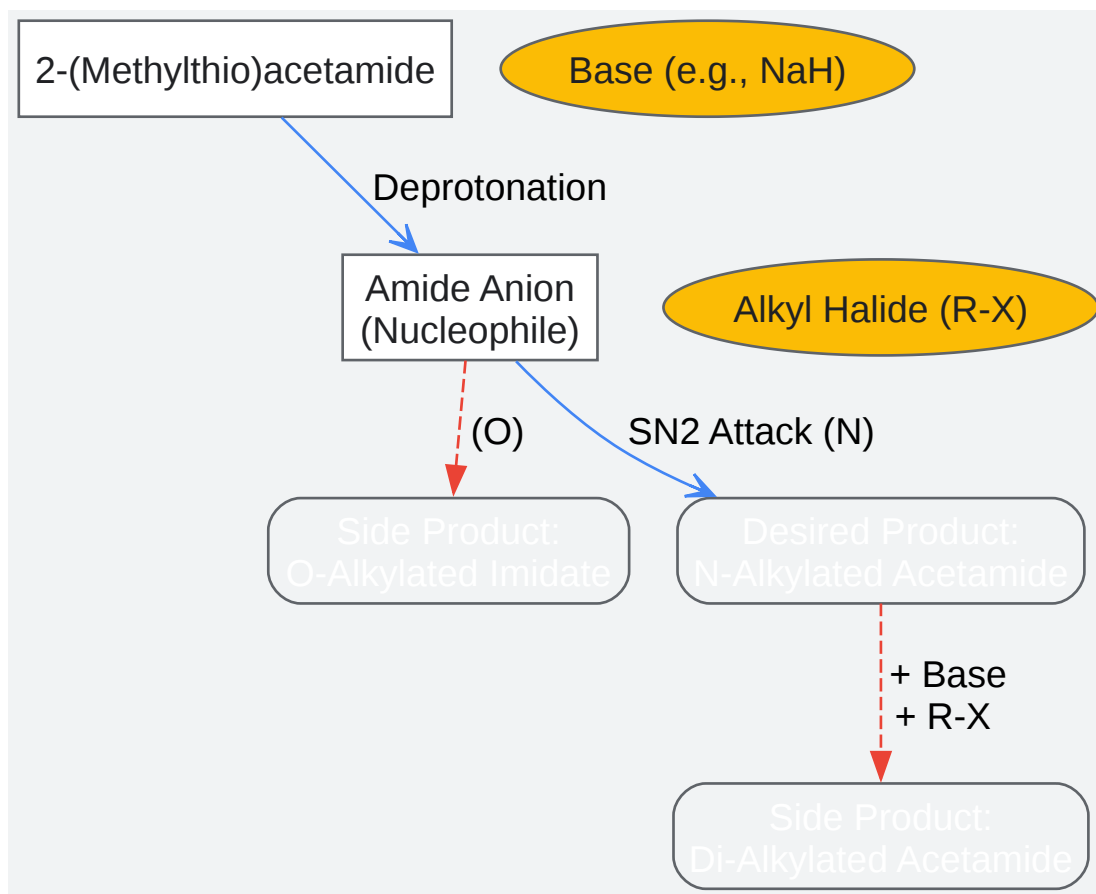 2-(Methylthio)acetamide
Base (e.g., NaH)
Deprotonation
Amide Anion
(Nucleophile)
Alkyl Halide (R-X)
(O)
SN2 Attack (N)
Side Product:
O-Alkylated Imidate
Desired Product:
N-Alkylated Acetamide
+ Base
+ R-X
Side Product:
Di-Alkylated Acetamide